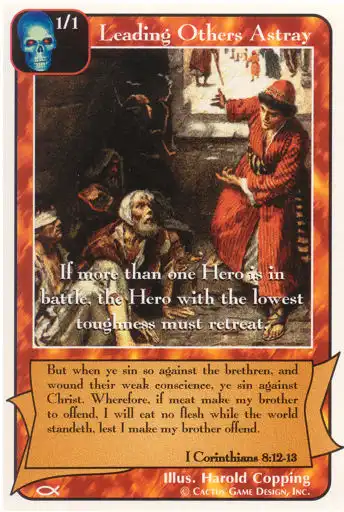 1/1
Leading Others Astray
If more than one Hero is in
battle, the Hero with the lowest
toughness must retreat.
But when ye sin so against the brethren, and
wound their weak conscience, ye sin against
Christ. Wherefore, if meat make my brother
to offend, I will eat no flesh while the world
standeth, lest I make my brother offend.
I Corinthians 8:12-13
Illus. Harold Copping
© Cactus Game Design, Inc.